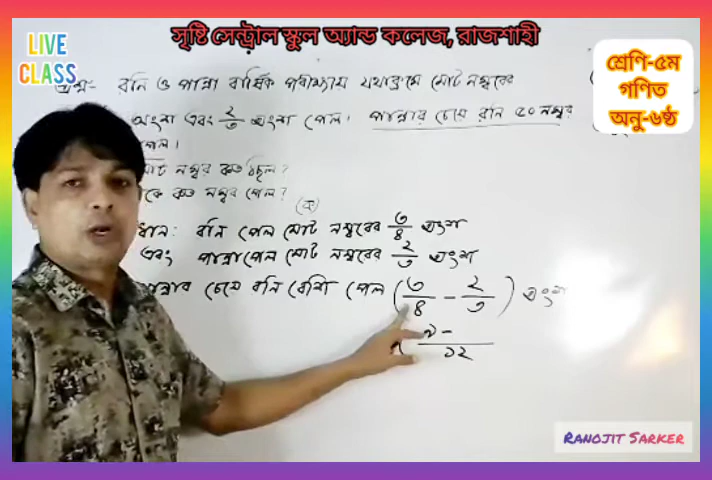 সৃষ্টি সেন্ট্রাল স্কুল অ্যান্ড কলেজ, রাজশাহী
LIVE
CLASS
শ্রেণি-৫ম
গণিত
অনু-৬ষ্ঠ
প্রশ্ন- রনি ও পান্না বার্ষিক পরীক্ষায় যথাক্রমে মোট নম্বরের
অংশ এবং ২/৩ অংশ পেল। পান্নার চেয়ে রনি ৫০ নম্বর
পেল।
নম্বর কত ছিল?
কে কত নম্বর পেল?
(ক)
রনি পেল মোট নম্বরের ৩/৪ অংশ
এবং পান্না পেল মোট নম্বরের ২/৩ অংশ
পান্নার চেয়ে রনি বেশি পেল (৩/৪ - ২/৩) অংশ
(৯-/১২
RANOJIT SARKER